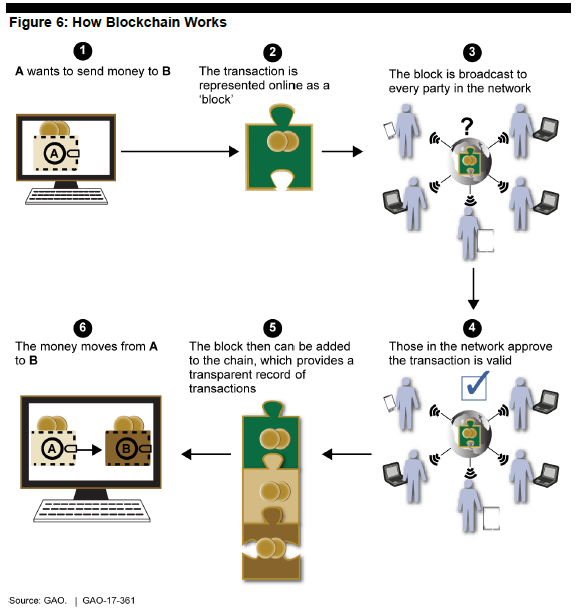 Figure 6: How Blockchain Works
1
A wants to send money to B
2
The transaction is
represented online as a
'block'
3
The block is broadcast to
every party in the network
A
?
6
The money moves from A
to B
5
The block then can be added
to the chain, which provides a
transparent record of
transactions
4
Those in the network approve
the transaction is valid
A
B
Source: GAO. | GAO-17-361